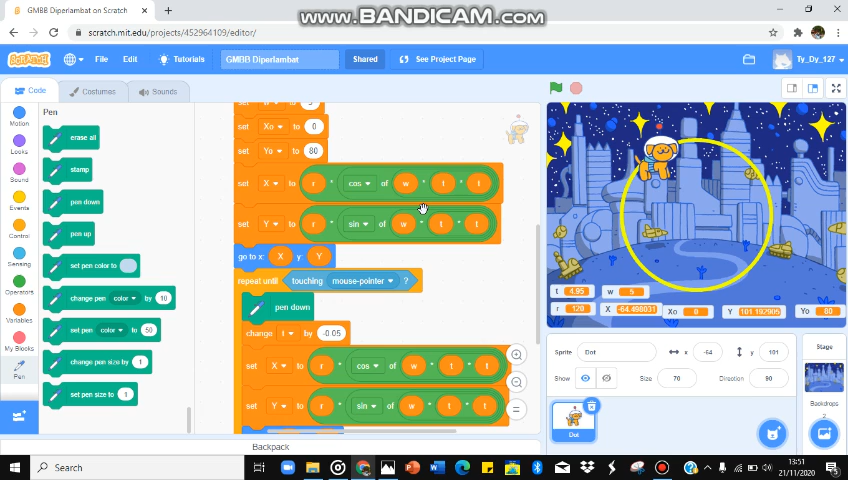 www.BANDICAM.com
GMBB Diperlambat on Scratch
scratch.mit.edu/projects/452964109/editor/
SCRATCH
File
Edit
Tutorials
GMBB Diperlambat
Shared
See Project Page
Ty_Dy_127
Code
Costumes
Sounds
Motion
Looks
Sound
Events
Control
Sensing
Operators
Variables
My Blocks
Pen
Pen
erase all
stamp
pen down
pen up
set pen color to
change pen color by 10
set pen color to 50
change pen size by 1
set pen size to 1
set w to 5
set Xo to 0
set Yo to 80
set X to r * cos of w * t * t
set Y to r * sin of w * t * t
go to x: X y: Y
repeat until touching mouse-pointer ?
pen down
change t by -0.05
set X to r * cos of w * t * t
set Y to r * sin of w * t * t
t 4.95 w 5
r 120 X -64.498031 Xo 0 Y 101.192905 Yo 80
Sprite Dot x -64 y 101
Show Size 70 Direction 90
Dot
Stage
Backdrops
2
Backpack
Search
13:51
21/11/2020